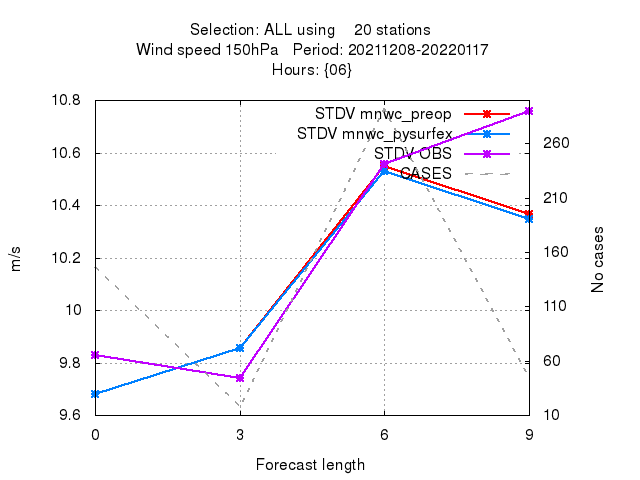 Selection: ALL using 20 stations
Wind speed 150hPa Period: 20211208-20220117
Hours: {06}
STDV mnwc_preop
STDV mnwc_pysurfex
STDV OBS
CASES
10.8
10.6
10.4
10.2
10
9.8
9.6
260
210
160
110
60
10
0 3 6 9
m/s
No cases
Forecast length